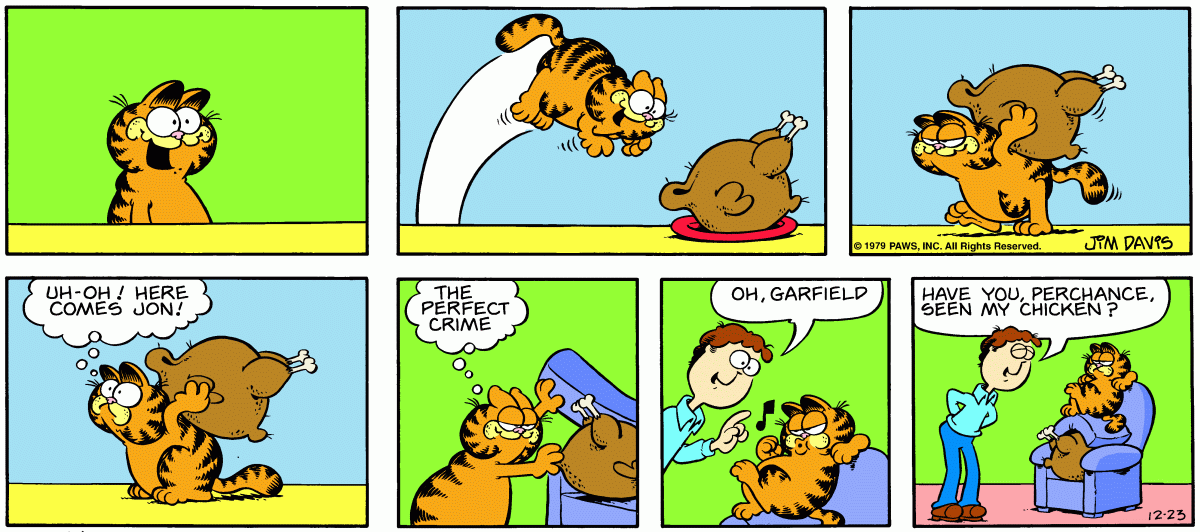 © 1979 PAWS, INC. All Rights Reserved.
JIM DAVIS
UH-OH! HERE
COMES JON!
THE
PERFECT
CRIME
OH, GARFIELD
HAVE YOU, PERCHANCE,
SEEN MY CHICKEN?
12-23